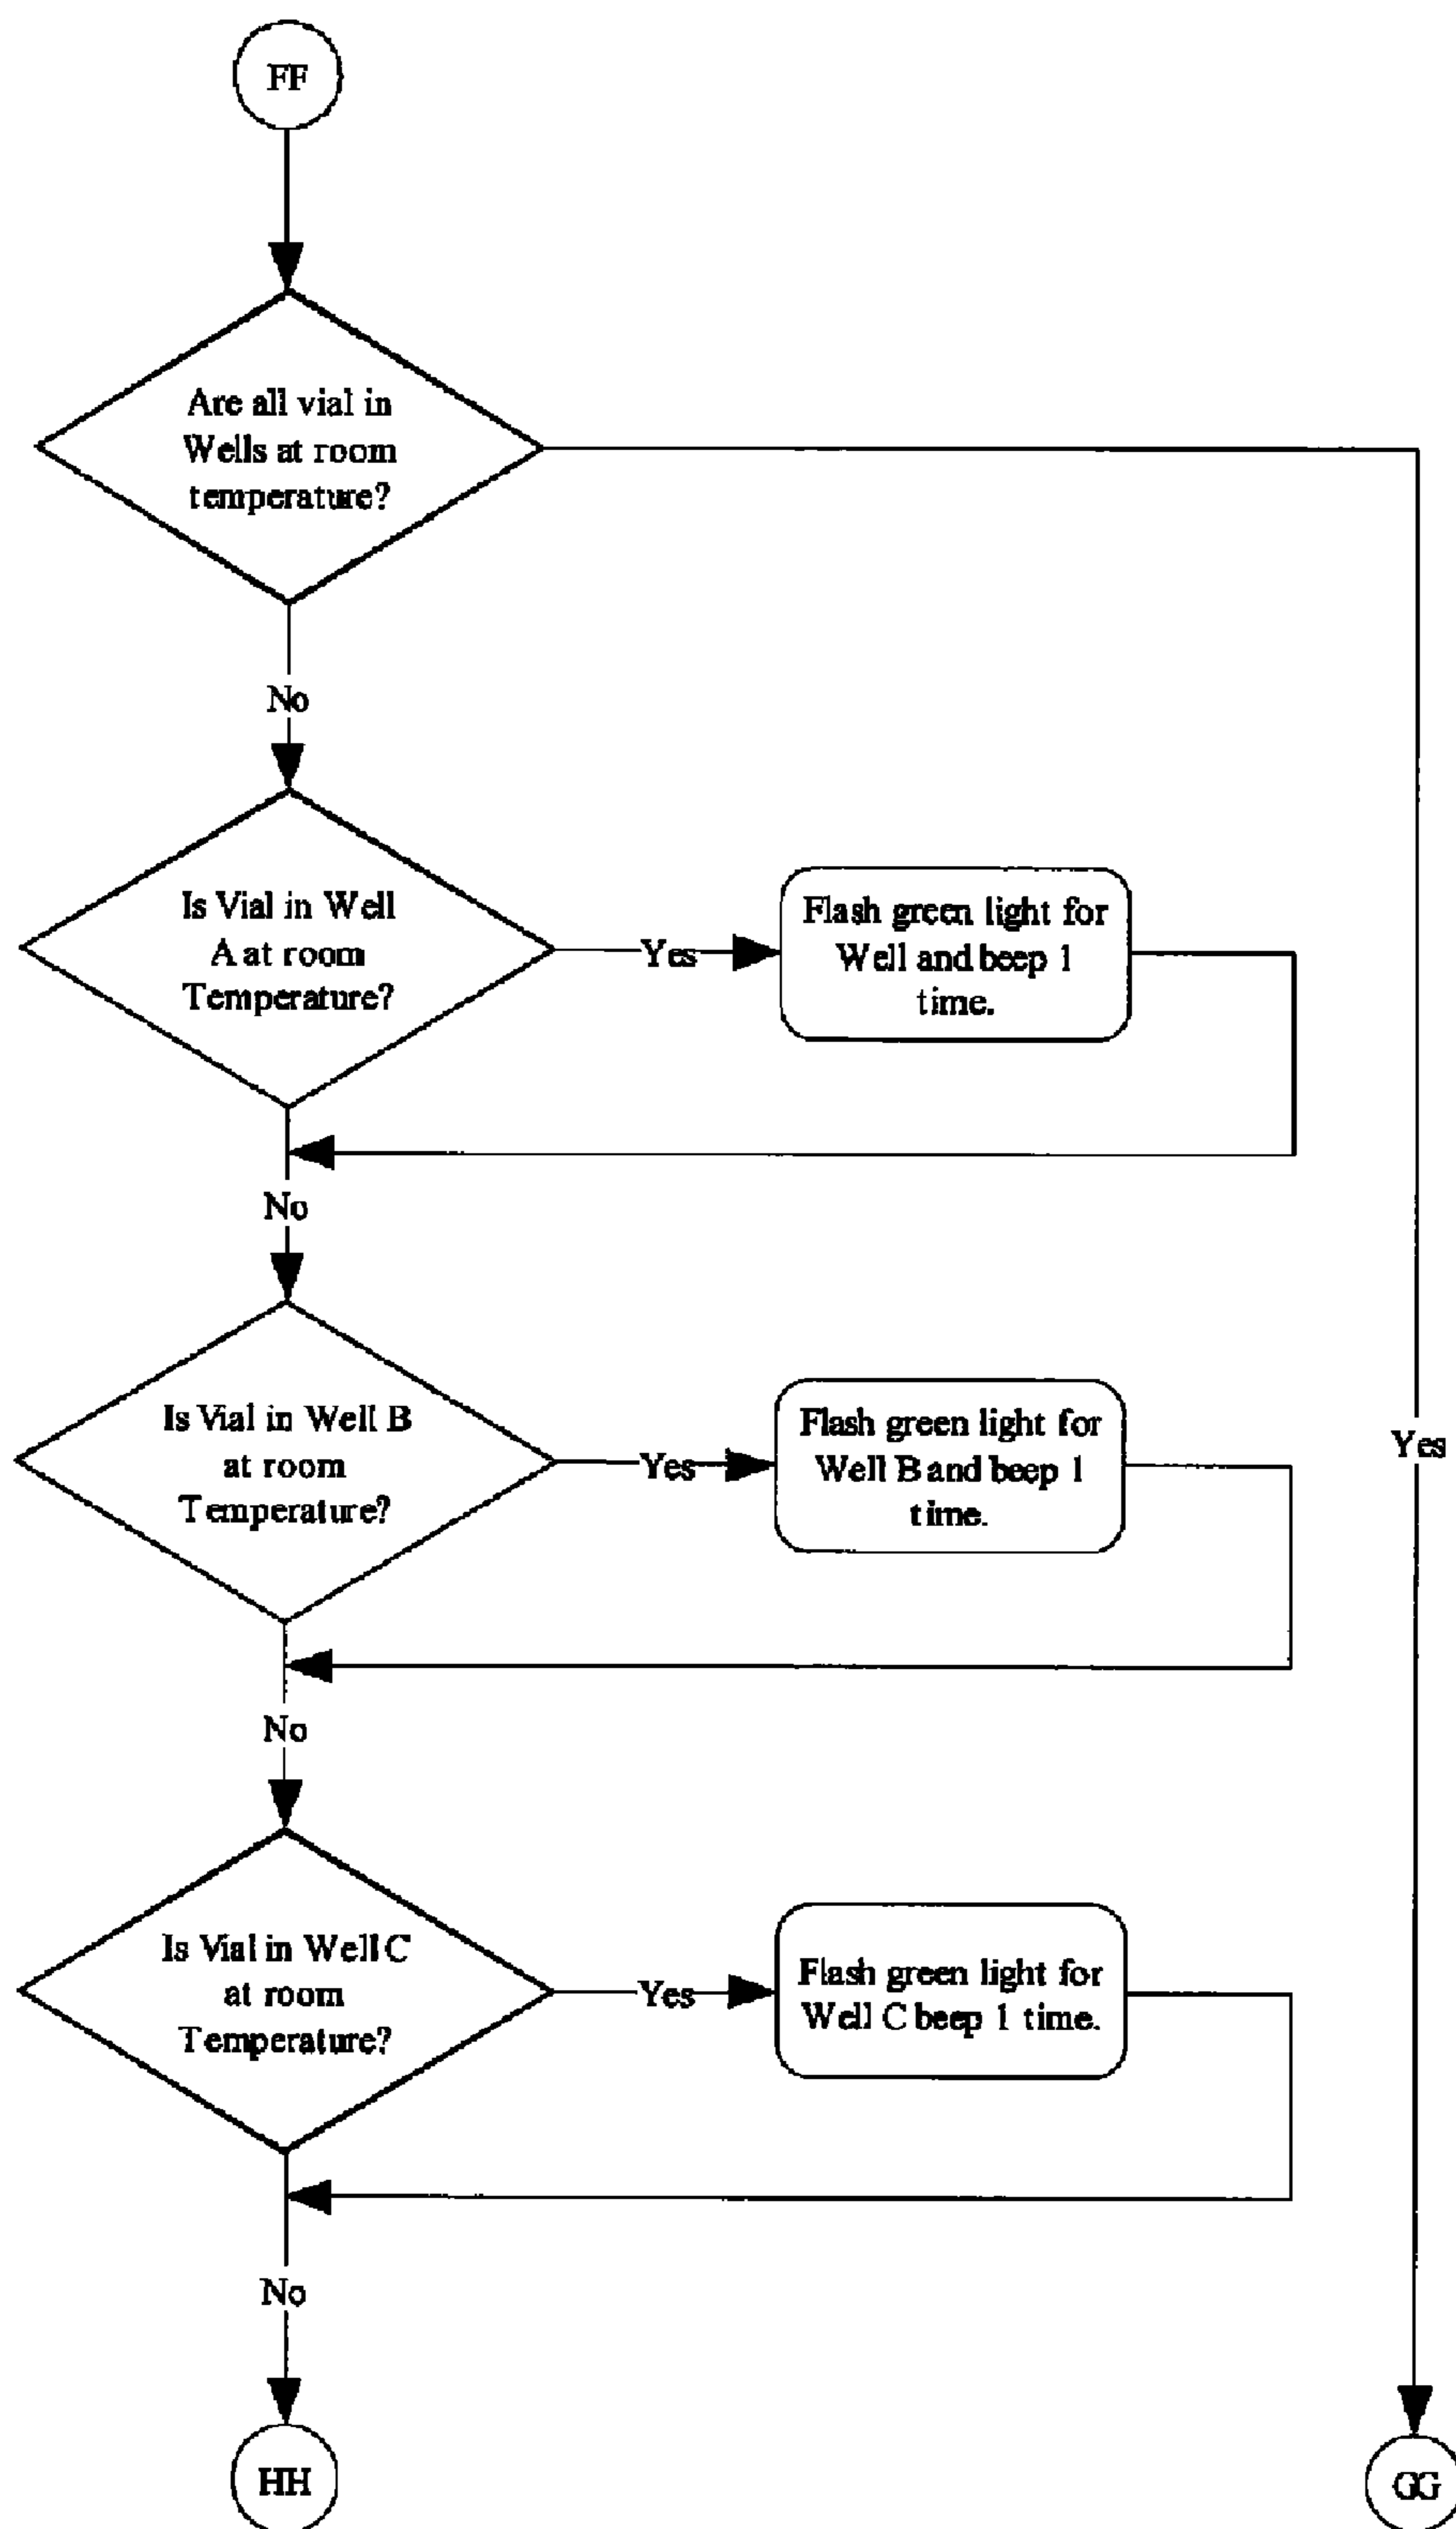 FF
Are all vial in
Wells at room
temperature?
No
Is Vial in Well
A at room
Temperature?
Yes
Flash green light for
Well and beep 1
time.
No
Is Vial in Well B
at room
Temperature?
Yes
Flash green light for
Well B and beep 1
time.
Yes
No
Is Vial in Well C
at room
Temperature?
Yes
Flash green light for
Well C beep 1 time.
No
HH
GG